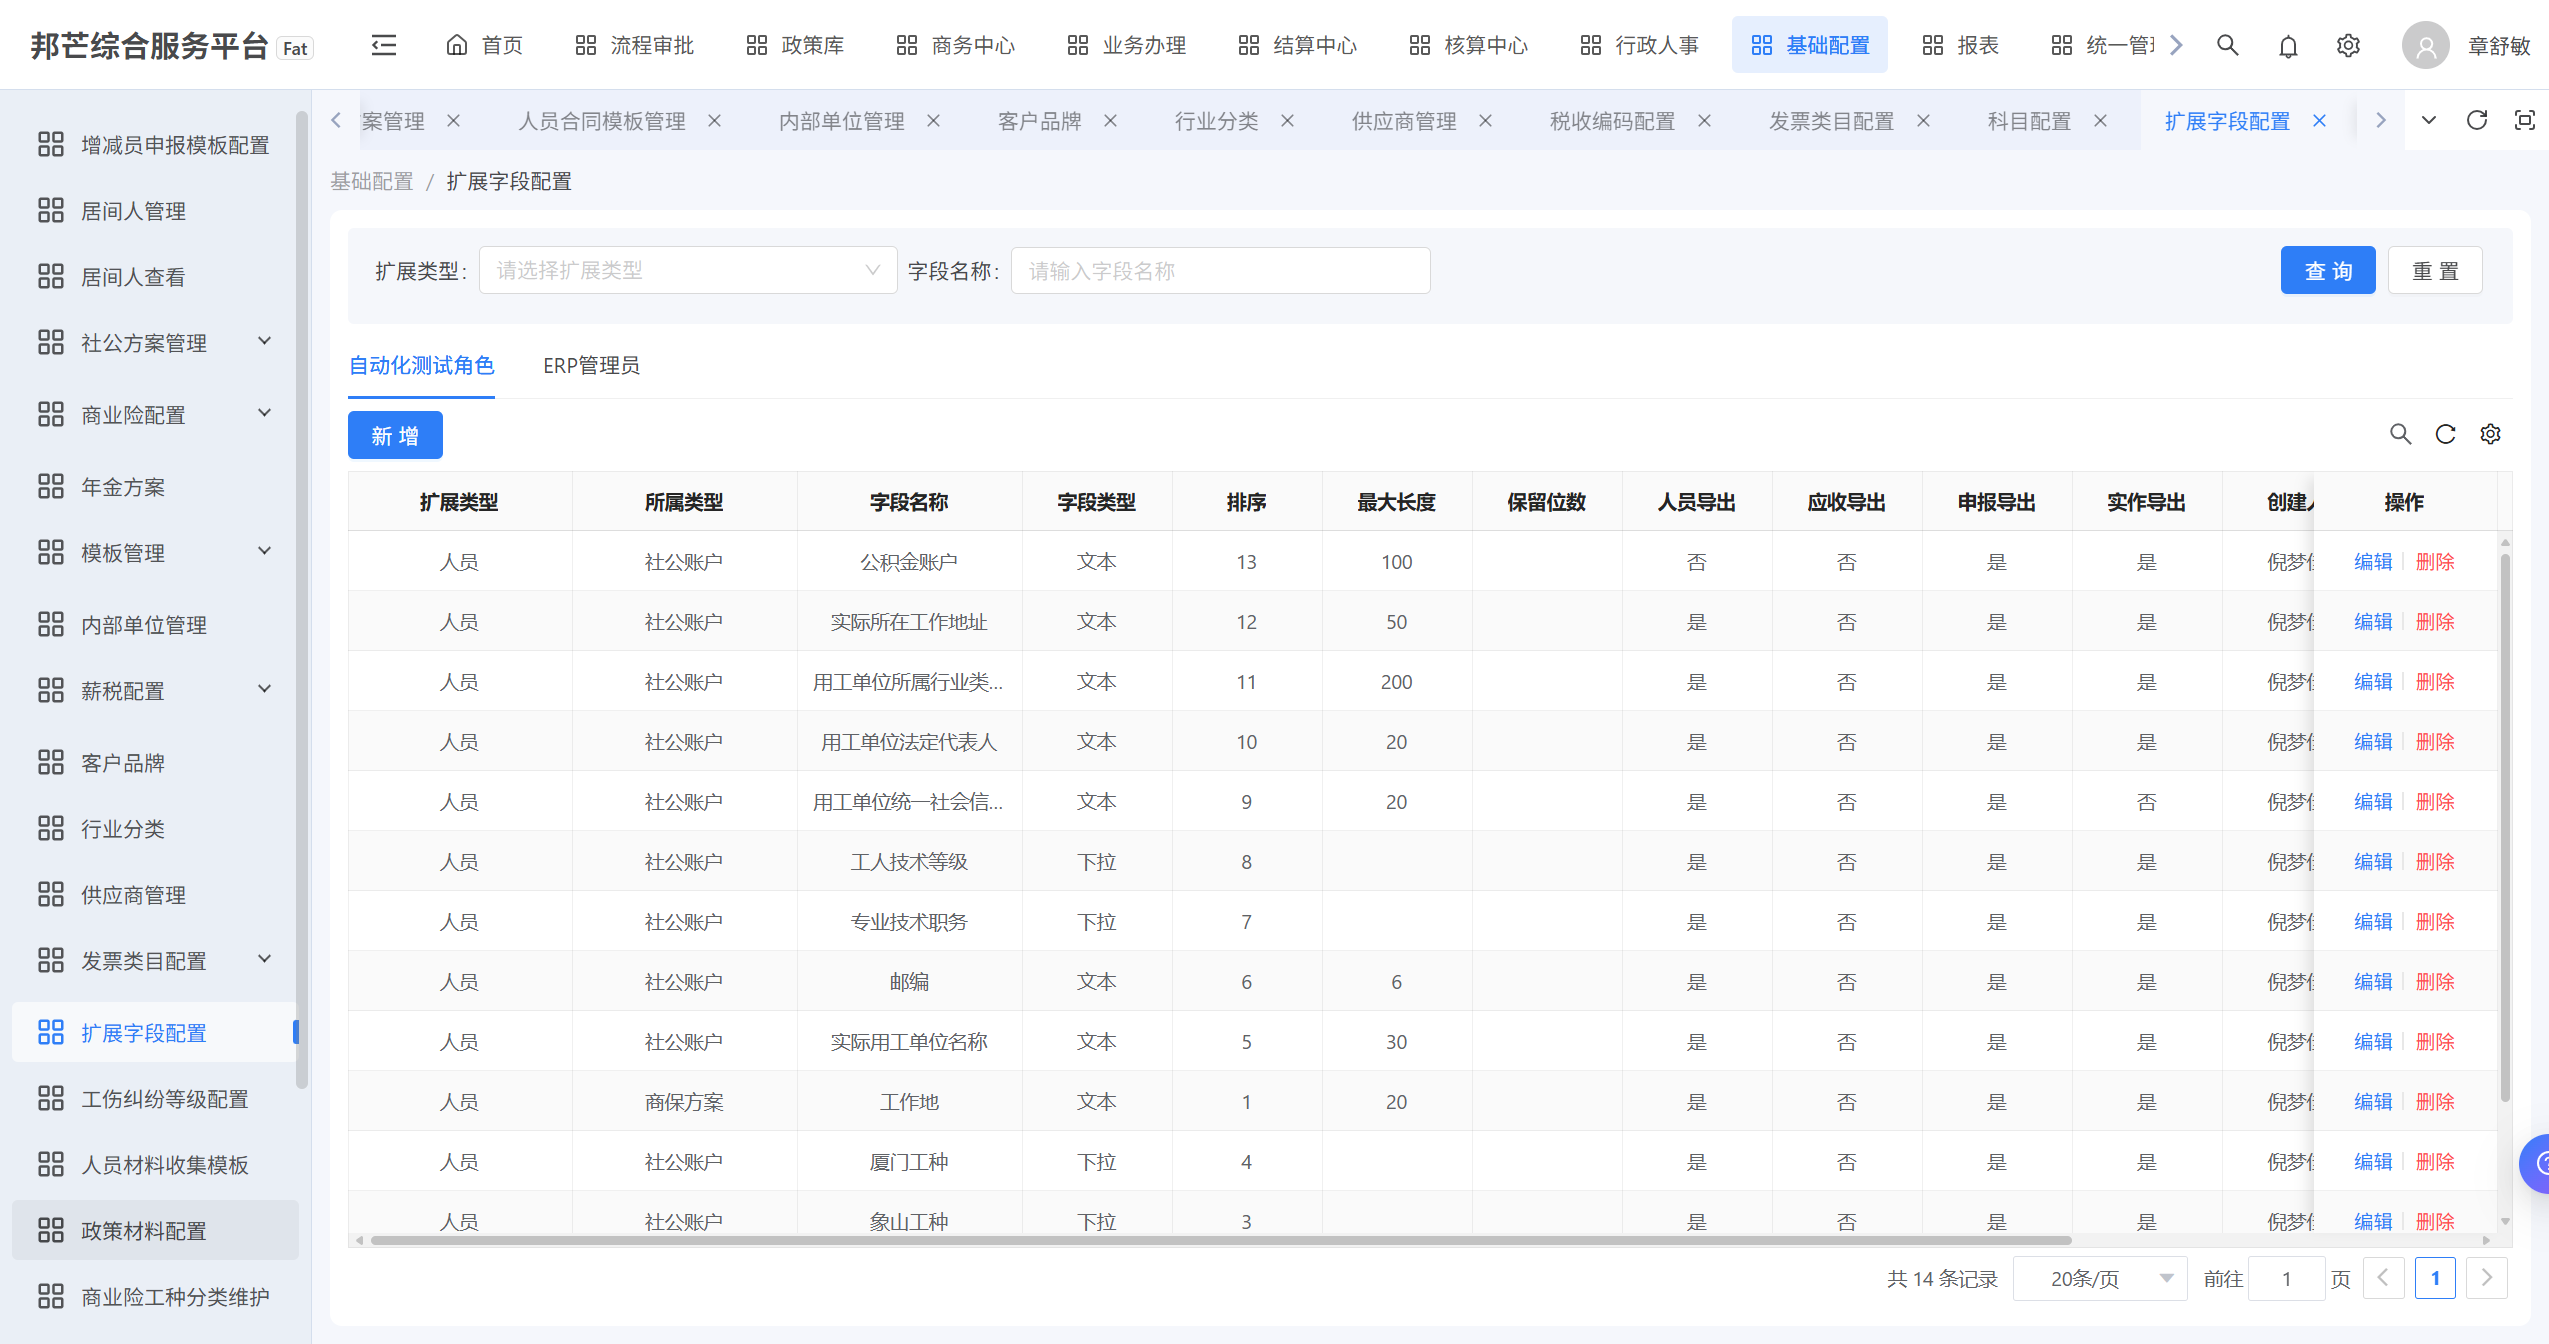 邦芒综合服务平台 Fat 首页 流程审批 政策库 商务中心 业务办理 结算中心 核算中心 行政人事 基础配置 报表 统一管 章舒敏
案管理 人员合同模板管理 内部单位管理 客户品牌 行业分类 供应商管理 税收编码配置 发票类目配置 科目配置 扩展字段配置
基础配置 / 扩展字段配置
增减员申报模板配置
居间人管理
居间人查看
社公方案管理
商业险配置
年金方案
模板管理
内部单位管理
薪税配置
客户品牌
行业分类
供应商管理
发票类目配置
扩展字段配置
工伤纠纷等级配置
人员材料收集模板
政策材料配置
商业险工种分类维护
扩展类型: 请选择扩展类型 字段名称: 请输入字段名称 查询 重置
自动化测试角色 ERP管理员
新增
扩展类型 所属类型 字段名称 字段类型 排序 最大长度 保留位数 人员导出 应收导出 申报导出 实作导出 创建人 操作
人员 社公账户 公积金账户 文本 13 100 否 否 是 是 倪梦 编辑 删除
人员 社公账户 实际所在工作地址 文本 12 50 是 否 是 是 倪梦 编辑 删除
人员 社公账户 用工单位所属行业类... 文本 11 200 是 否 是 是 倪梦 编辑 删除
人员 社公账户 用工单位法定代表人 文本 10 20 是 否 是 是 倪梦 编辑 删除
人员 社公账户 用工单位统一社会信... 文本 9 20 是 否 是 否 倪梦 编辑 删除
人员 社公账户 工人技术等级 下拉 8 是 否 是 是 倪梦 编辑 删除
人员 社公账户 专业技术职务 下拉 7 是 否 是 是 倪梦 编辑 删除
人员 社公账户 邮编 文本 6 6 是 否 是 是 倪梦 编辑 删除
人员 社公账户 实际用工单位名称 文本 5 30 是 否 是 是 倪梦 编辑 删除
人员 商保方案 工作地 文本 1 20 是 否 是 是 倪梦 编辑 删除
人员 社公账户 厦门工种 下拉 4 是 否 是 是 倪梦 编辑 删除
人员 社公账户 象山工种 下拉 3 是 否 是 是 倪梦 编辑 删除
共 14 条记录 20条/页 前往 1 页 1